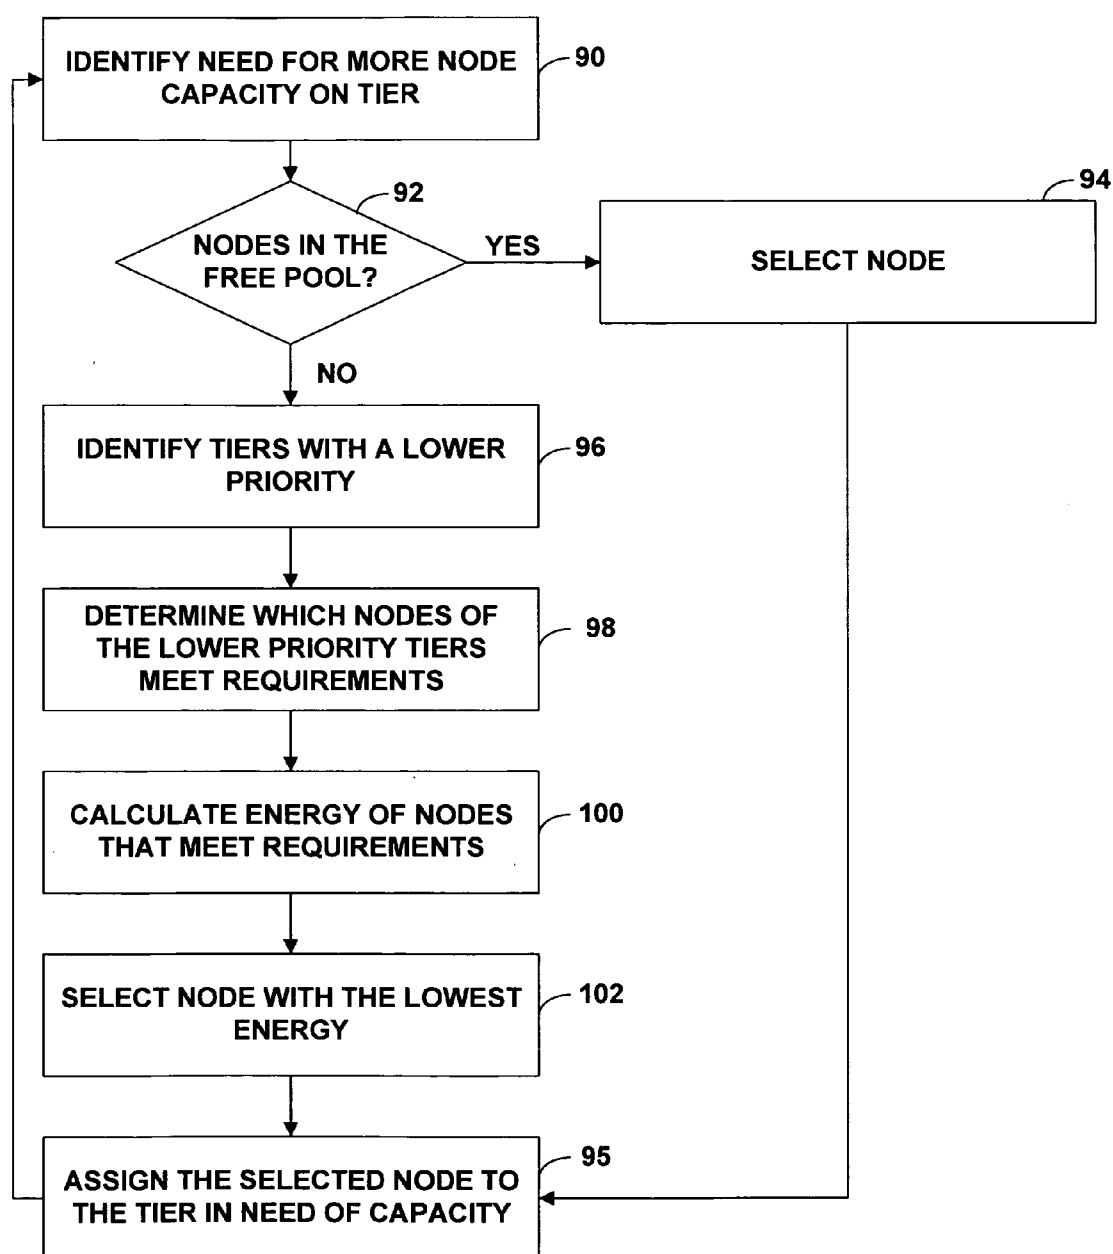 IDENTIFY NEED FOR MORE NODE
CAPACITY ON TIER
90
92
NODES IN THE
FREE POOL?
YES
94
SELECT NODE
NO
IDENTIFY TIERS WITH A LOWER
PRIORITY
96
DETERMINE WHICH NODES OF
THE LOWER PRIORITY TIERS
MEET REQUIREMENTS
98
CALCULATE ENERGY OF NODES
THAT MEET REQUIREMENTS
100
SELECT NODE WITH THE LOWEST
ENERGY
102
ASSIGN THE SELECTED NODE TO
THE TIER IN NEED OF CAPACITY
95